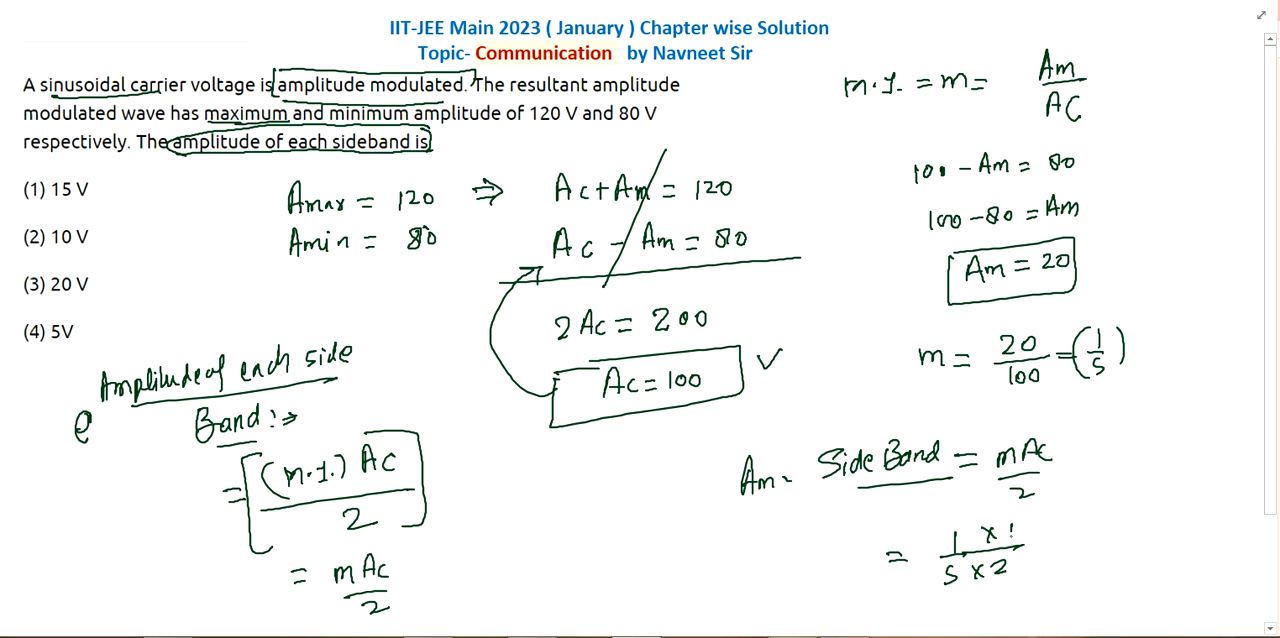 IIT-JEE Main 2023 ( January ) Chapter wise Solution
Topic- Communication by Navneet Sir
A sinusoidal carrier voltage is amplitude modulated. The resultant amplitude
modulated wave has maximum and minimum amplitude of 120 V and 80 V
respectively. The amplitude of each sideband is
(1) 15 V
(2) 10 V
(3) 20 V
(4) 5V
Amax = 120 ⇒ Ac+Am = 120
Amin = 80 Ac - Am = 80
2Ac = 200
Ac = 100
m.I. = m = Am/AC
100 - Am = 80
100 - 80 = Am
Am = 20
m = 20/100 = (1/5)
Amplitude of each side
Band :⇒
= (m.I.) AC/2
= mAc/2
Am = Side Band = mAC/2
= 1 × 1/5 × 2